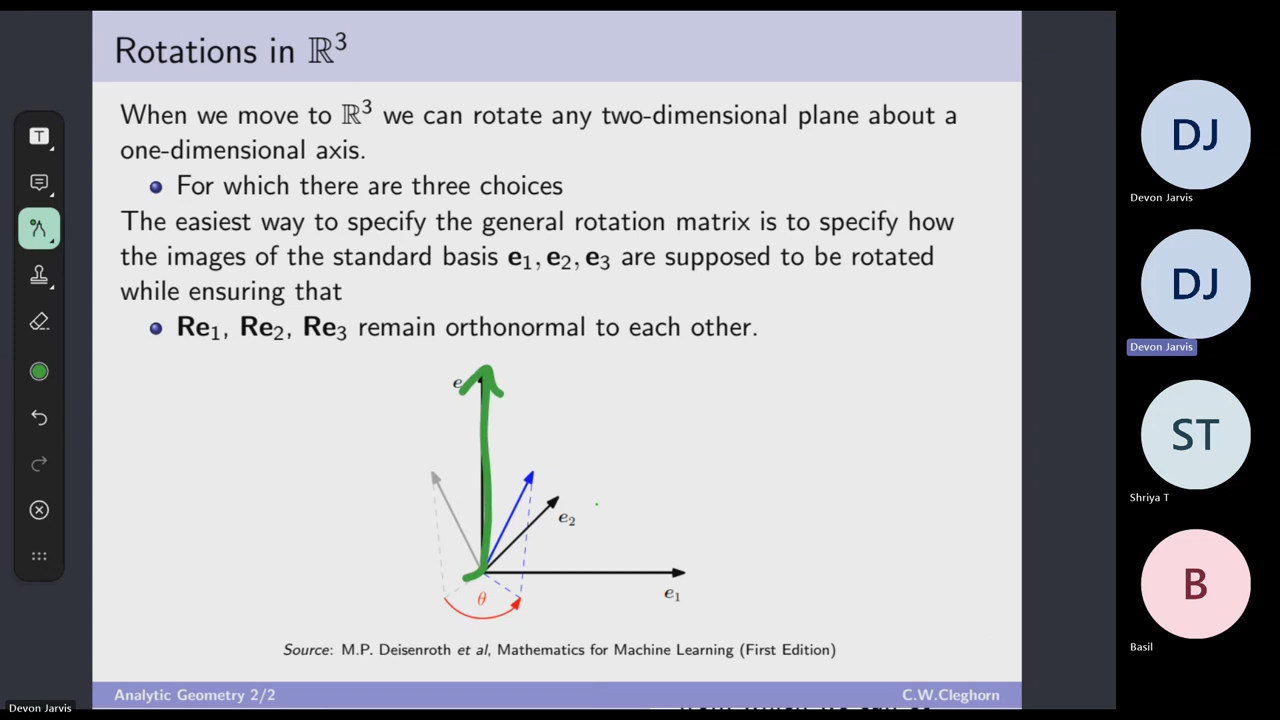 Rotations in ℝ³
When we move to ℝ³ we can rotate any two-dimensional plane about a
one-dimensional axis.
For which there are three choices
The easiest way to specify the general rotation matrix is to specify how
the images of the standard basis e₁, e₂, e₃ are supposed to be rotated
while ensuring that
Re₁, Re₂, Re₃ remain orthonormal to each other.
e
e₂
θ
e₁
Source: M.P. Deisenroth et al, Mathematics for Machine Learning (First Edition)
Analytic Geometry 2/2
C.W.Cleghorn
T
DJ
Devon Jarvis
DJ
Devon Jarvis
ST
Shriya T
B
Basil
Devon Jarvis